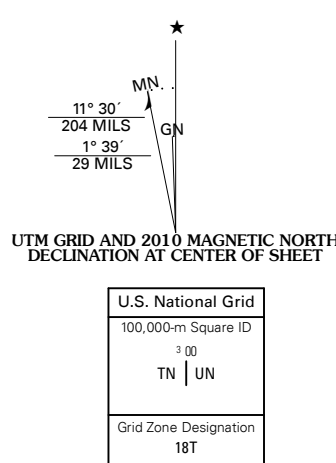 ★
MN
11° 30´
204 MILS
GN
1° 39´
29 MILS
UTM GRID AND 2010 MAGNETIC NORTH
DECLINATION AT CENTER OF SHEET
U.S. National Grid
100,000-m Square ID
3 00
TN | UN
Grid Zone Designation
18T